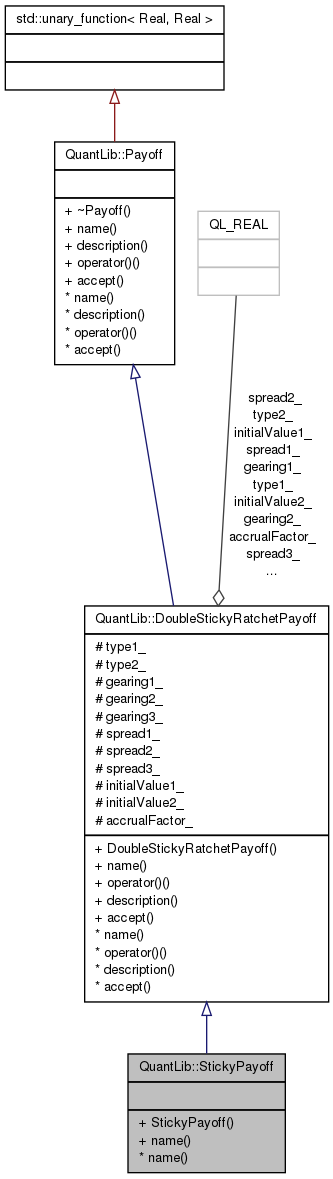 std::unary_function< Real, Real >
QuantLib::Payoff
+ ~Payoff()
+ name()
+ description()
+ operator()()
+ accept()
* name()
* description()
* operator()()
* accept()
QL_REAL
spread2_
type2_
initialValue1_
spread1_
gearing1_
type1_
initialValue2_
gearing2_
accrualFactor_
spread3_
...
QuantLib::DoubleStickyRatchetPayoff
# type1_
# type2_
# gearing1_
# gearing2_
# gearing3_
# spread1_
# spread2_
# spread3_
# initialValue1_
# initialValue2_
# accrualFactor_
+ DoubleStickyRatchetPayoff()
+ name()
+ operator()()
+ description()
+ accept()
* name()
* operator()()
* description()
* accept()
QuantLib::StickyPayoff
+ StickyPayoff()
+ name()
* name()